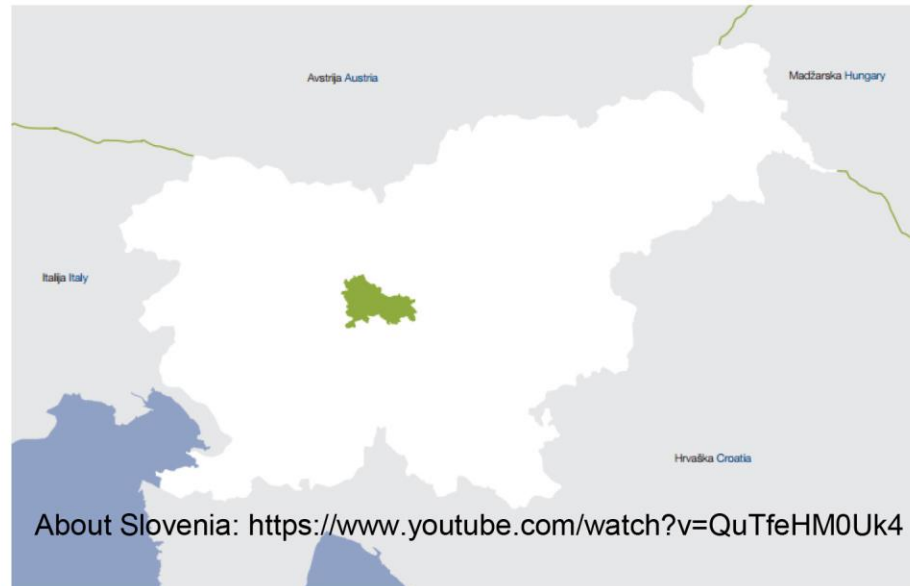 Avstrija Austria
Madžarska Hungary
Italija Italy
Hrvaška Croatia
About Slovenia: https://www.youtube.com/watch?v=QuTfeHM0Uk4